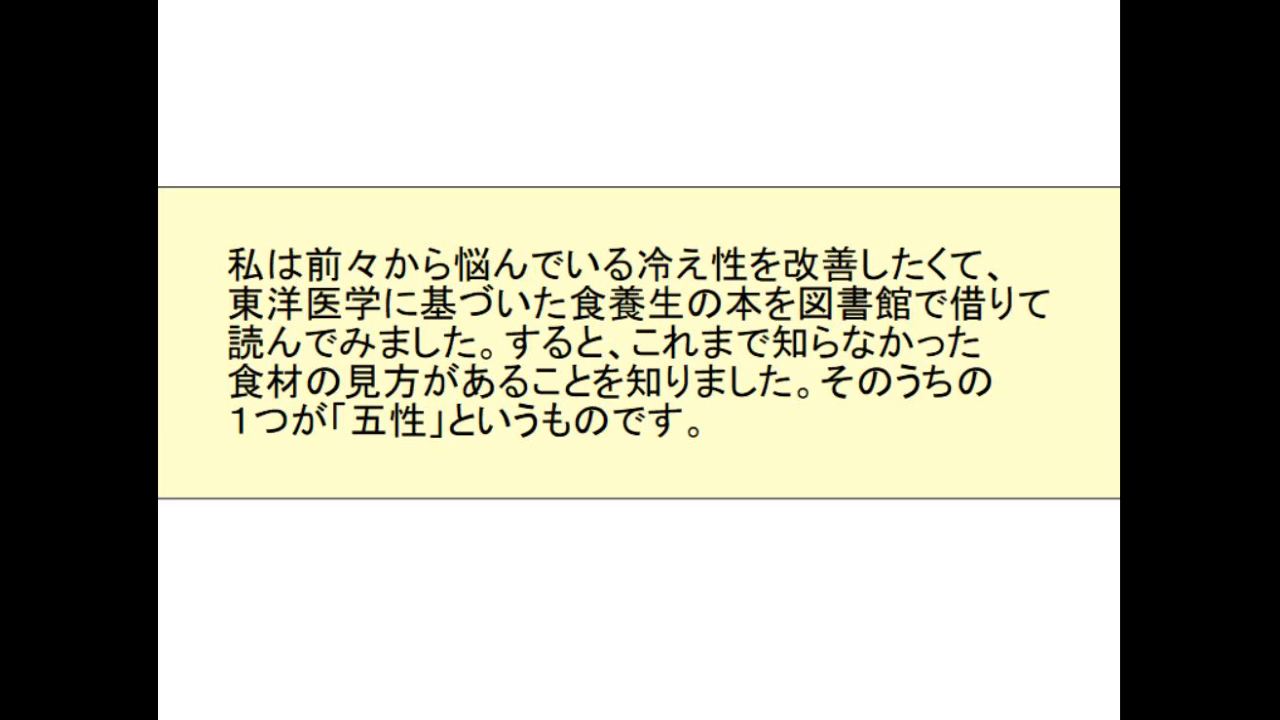 私は前々から悩んでいる冷え性を改善したくて、
東洋医学に基づいた食養生の本を図書館で借りて
読んでみました。すると、これまで知らなかった
食材の見方があることを知りました。そのうちの
１つが「五性」というものです。